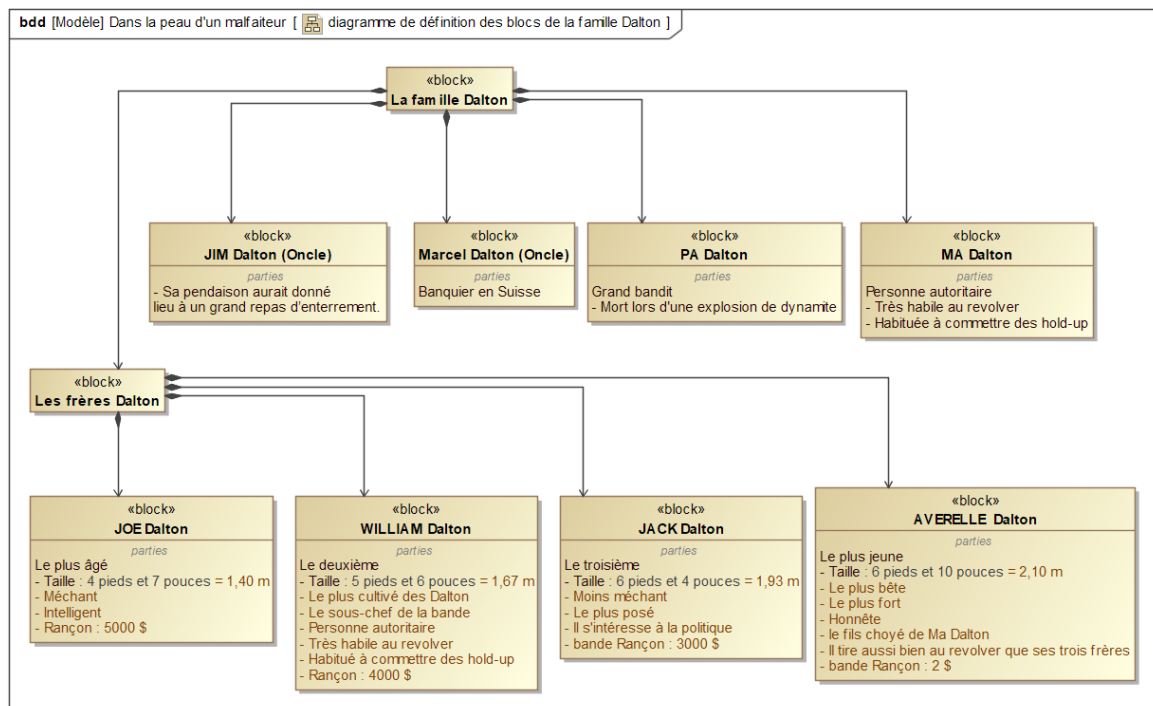 bdd [Modèle] Dans la peau d'un malfaiteur [ diagramme de définition des blocs de la famille Dalton ]
«block»
La famille Dalton
«block»
JIM Dalton (Oncle)
parties
- Sa pendaison aurait donné
lieu à un grand repas d'enterrement.
«block»
Marcel Dalton (Oncle)
parties
Banquier en Suisse
«block»
PA Dalton
parties
Grand bandit
- Mort lors d'une explosion de dynamite
«block»
MA Dalton
parties
Personne autoritaire
- Très habile au revolver
- Habituée à commettre des hold-up
«block»
Les frères Dalton
«block»
JOE Dalton
parties
Le plus âgé
- Taille : 4 pieds et 7 pouces = 1,40 m
- Méchant
- Intelligent
- Rançon : 5000 $
«block»
WILLIAM Dalton
parties
Le deuxième
- Taille : 5 pieds et 6 pouces = 1,67 m
- Le plus cultivé des Dalton
- Le sous-chef de la bande
- Personne autoritaire
- Très habile au revolver
- Habitué à commettre des hold-up
- Rançon : 4000 $
«block»
JACK Dalton
parties
Le troisième
- Taille : 6 pieds et 4 pouces = 1,93 m
- Moins méchant
- Le plus posé
- Il s'intéresse à la politique
- bande Rançon : 3000 $
«block»
AVERELLE Dalton
parties
Le plus jeune
- Taille : 6 pieds et 10 pouces = 2,10 m
- Le plus bête
- Le plus fort
- Honnête
- le fils choyé de Ma Dalton
- Il tire aussi bien au revolver que ses trois frères
- bande Rançon : 2 $